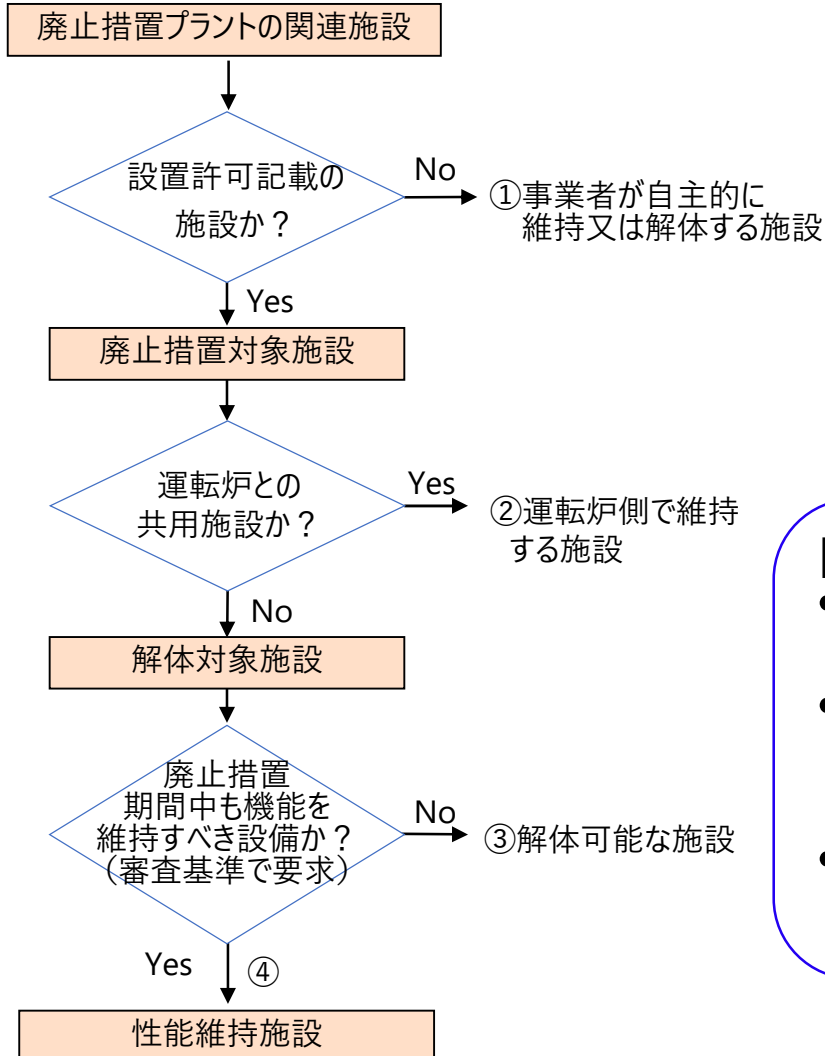 廃止措置プラントの関連施設
設置許可記載の
施設か？
No
①事業者が自主的に
維持又は解体する施設
Yes
廃止措置対象施設
運転炉との
共用施設か？
Yes
②運転炉側で維持
する施設
No
解体対象施設
廃止措置
期間中も機能を
維持すべき設備か？
（審査基準で要求）
No
③解体可能な施設
Yes ④
性能維持施設